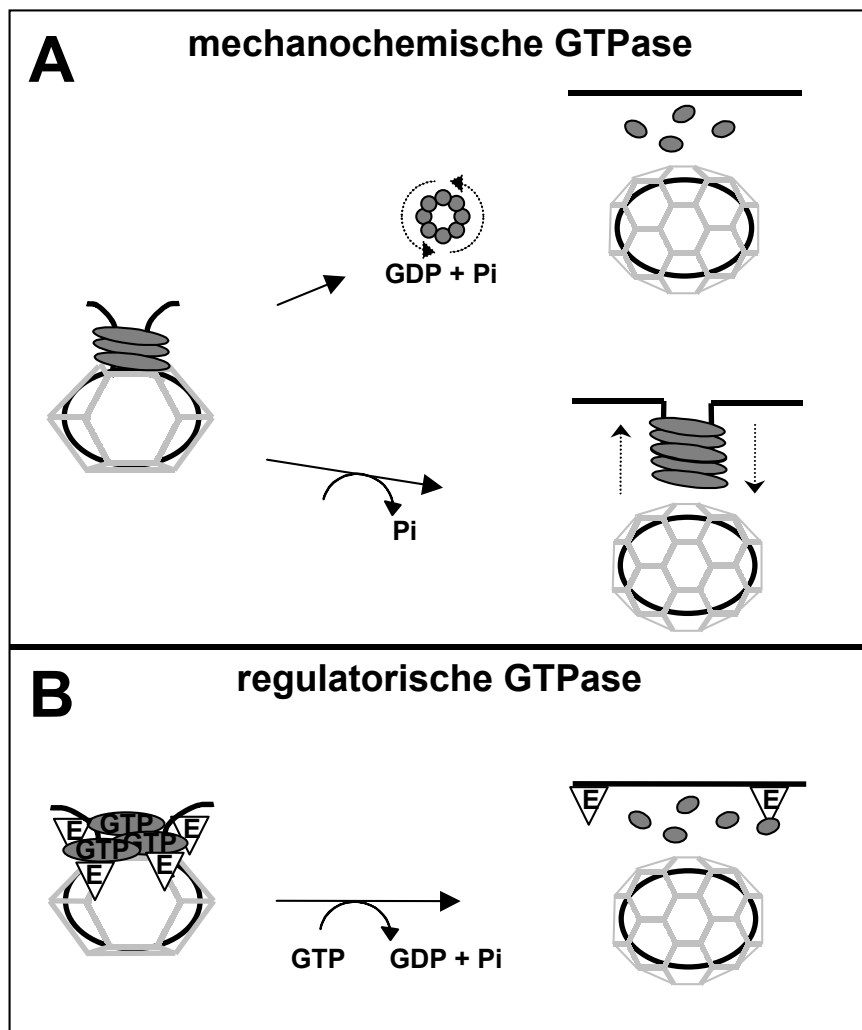 A
mechanochemische GTPase
GDP + Pi
Pi
B
regulatorische GTPase
E
E
GTP
E
E
GTP
GTP
E
E
GTP
GDP + Pi